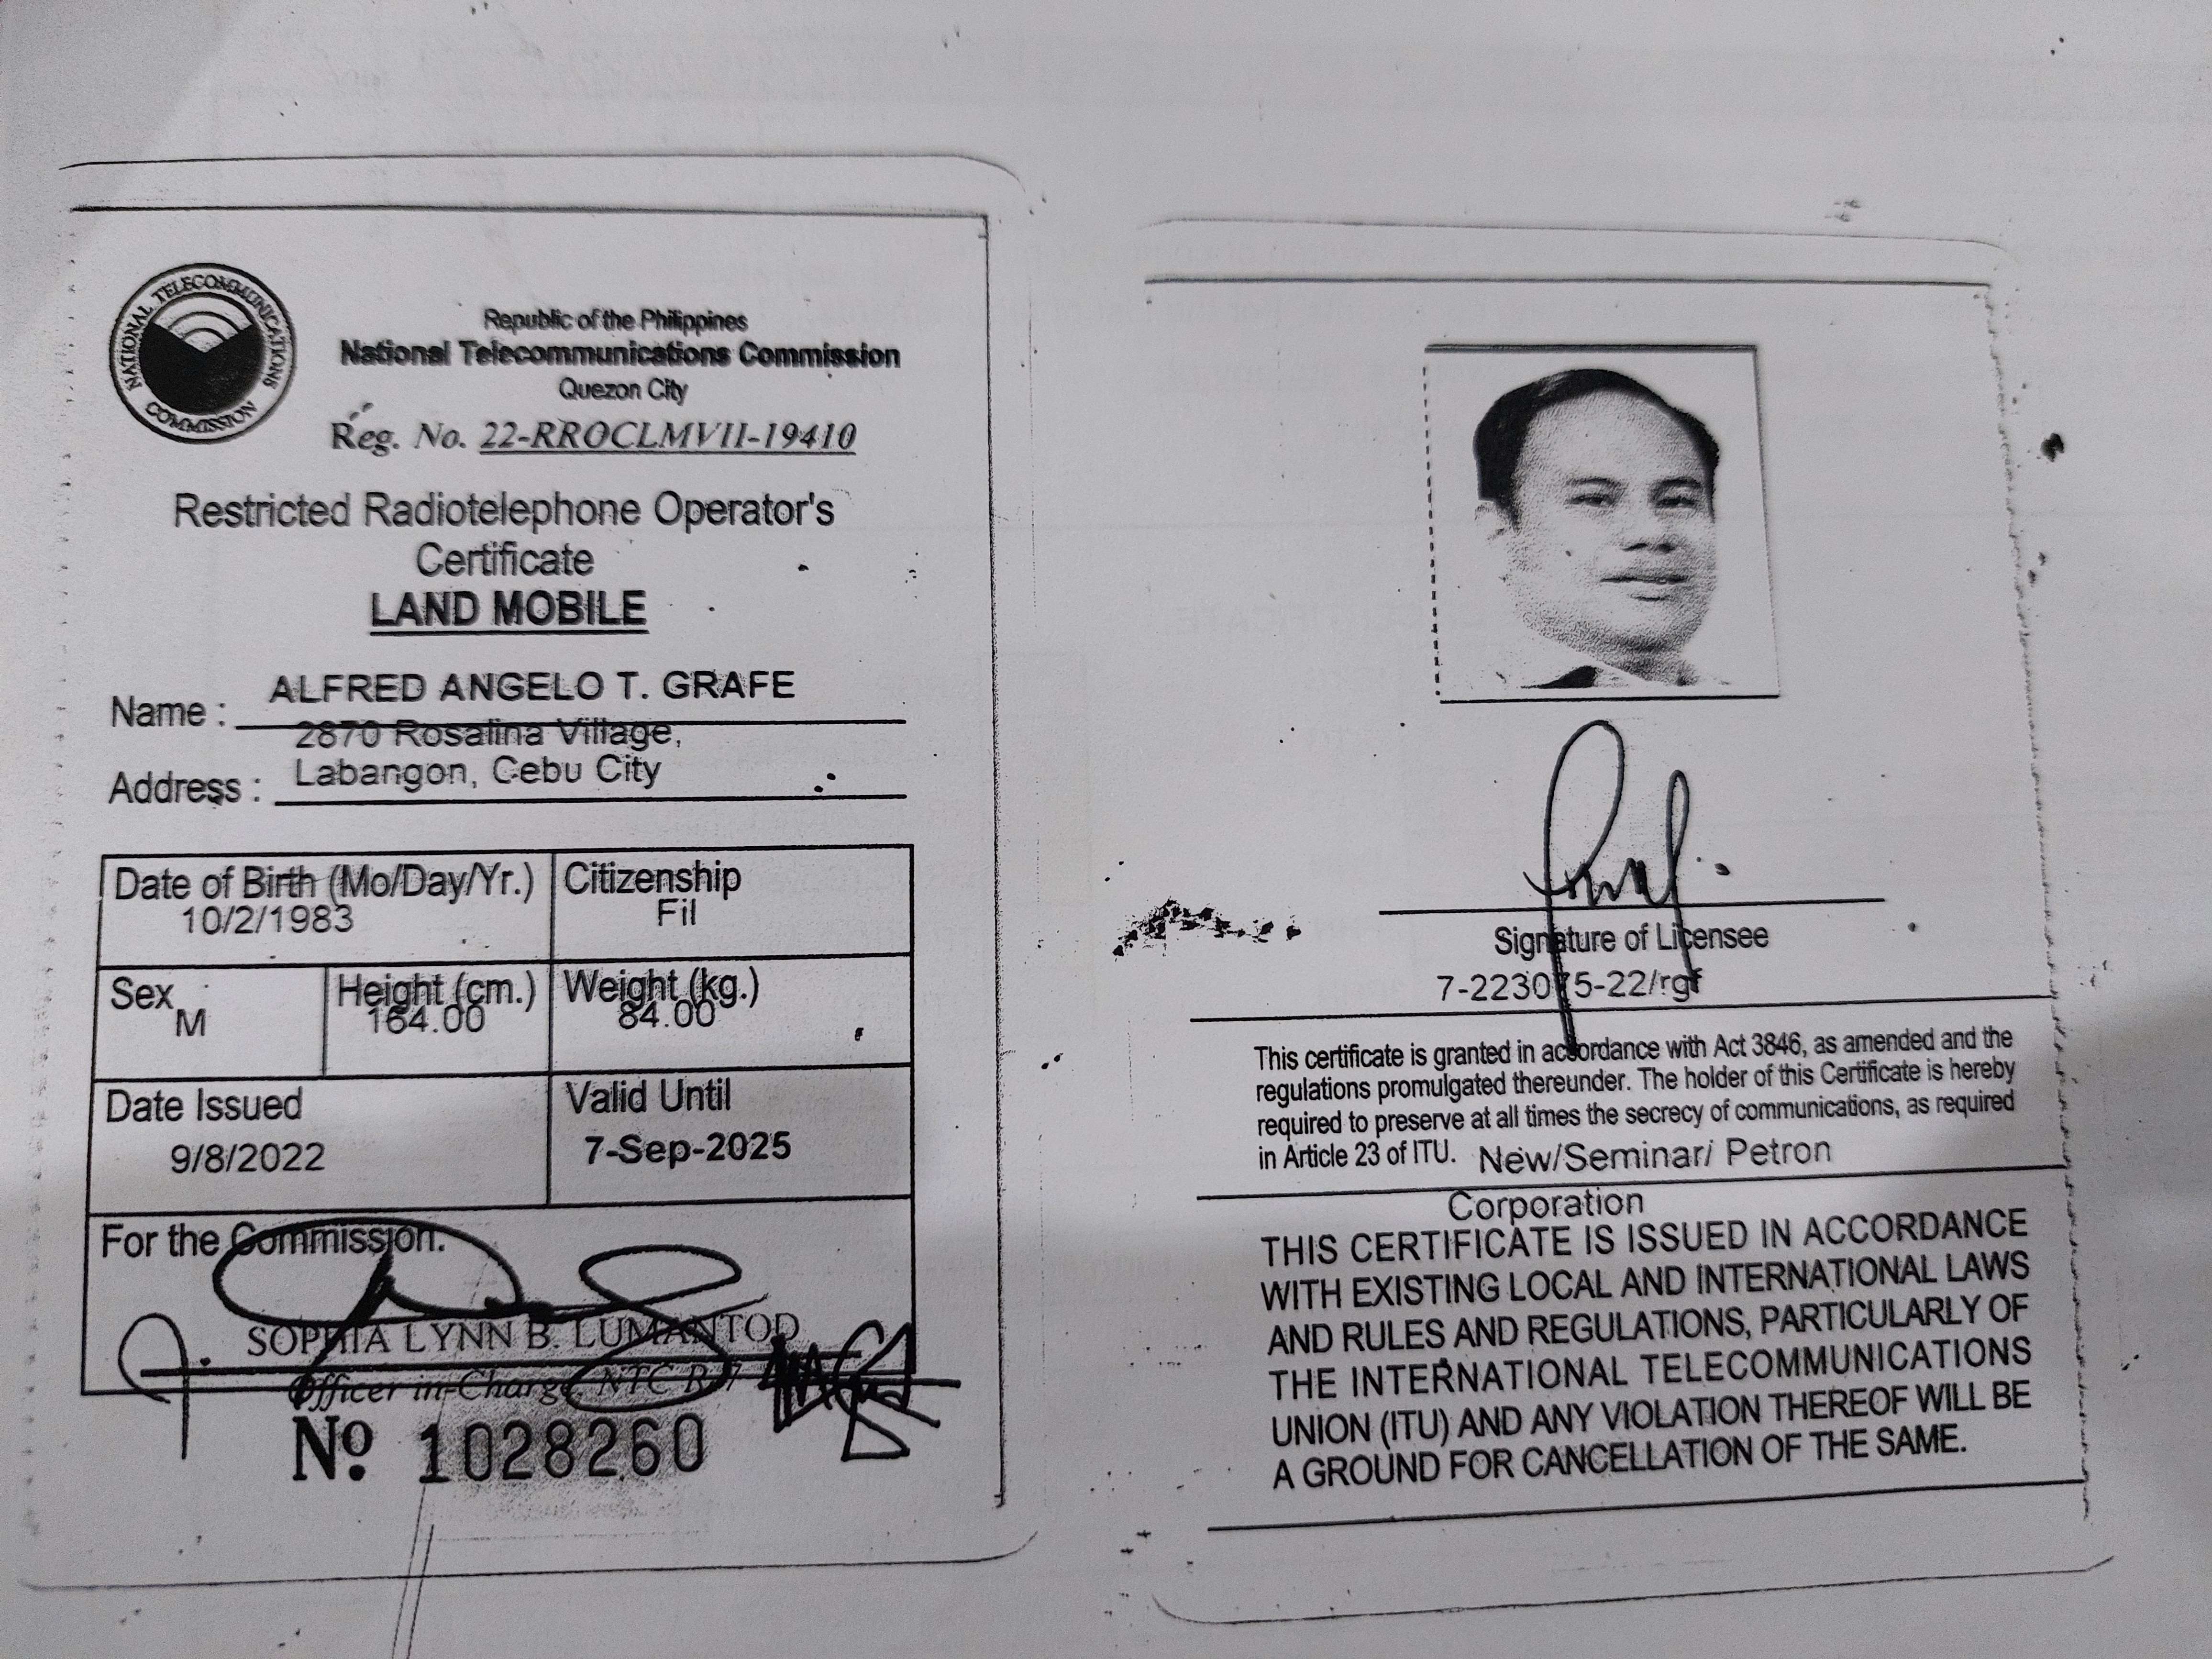 NATIONAL TELECOMMUNICATIONS COMMISSION
Republic of the Philippines
National Telecommunications Commission
Quezon City
Reg. No. 22-RROCLMVII-19410
Restricted Radiotelephone Operator's
Certificate
LAND MOBILE
Name : ALFRED ANGELO T. GRAFE
2870 Rosalina Village,
Address : Labangon, Cebu City
Date of Birth (Mo/Day/Yr.) Citizenship
10/2/1983 Fil
Sex Height (cm.) Weight (kg.)
M 164.00 84.00
Date Issued Valid Until
9/8/2022 7-Sep-2025
For the Commission.
SOPHIA LYNN B. LUMANTOD
Officer in-Charge, NTC R-7
Nº 1028260
Signature of Licensee
7-223075-22/rgf
This certificate is granted in accordance with Act 3846, as amended and the
regulations promulgated thereunder. The holder of this Certificate is hereby
required to preserve at all times the secrecy of communications, as required
in Article 23 of ITU. New/Seminar/ Petron
Corporation
THIS CERTIFICATE IS ISSUED IN ACCORDANCE
WITH EXISTING LOCAL AND INTERNATIONAL LAWS
AND RULES AND REGULATIONS, PARTICULARLY OF
THE INTERNATIONAL TELECOMMUNICATIONS
UNION (ITU) AND ANY VIOLATION THEREOF WILL BE
A GROUND FOR CANCELLATION OF THE SAME.